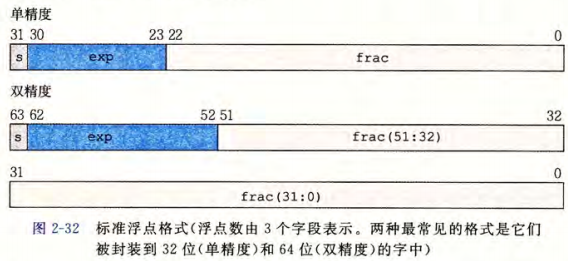 单精度
31 30 23 22 0
s exp frac
双精度
63 62 52 51 32
s exp frac(51:32)
31 0
frac(31:0)
图 2-32 标准浮点格式(浮点数由 3 个字段表示。两种最常见的格式是它们
被封装到 32 位(单精度)和 64 位(双精度)的字中)